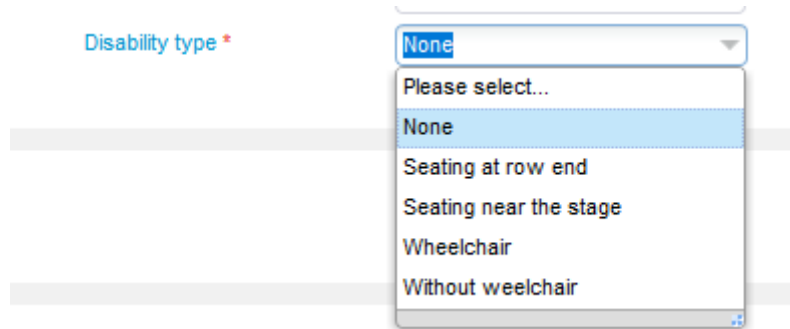 Disability type *
None
Please select...
None
Seating at row end
Seating near the stage
Wheelchair
Without weelchair